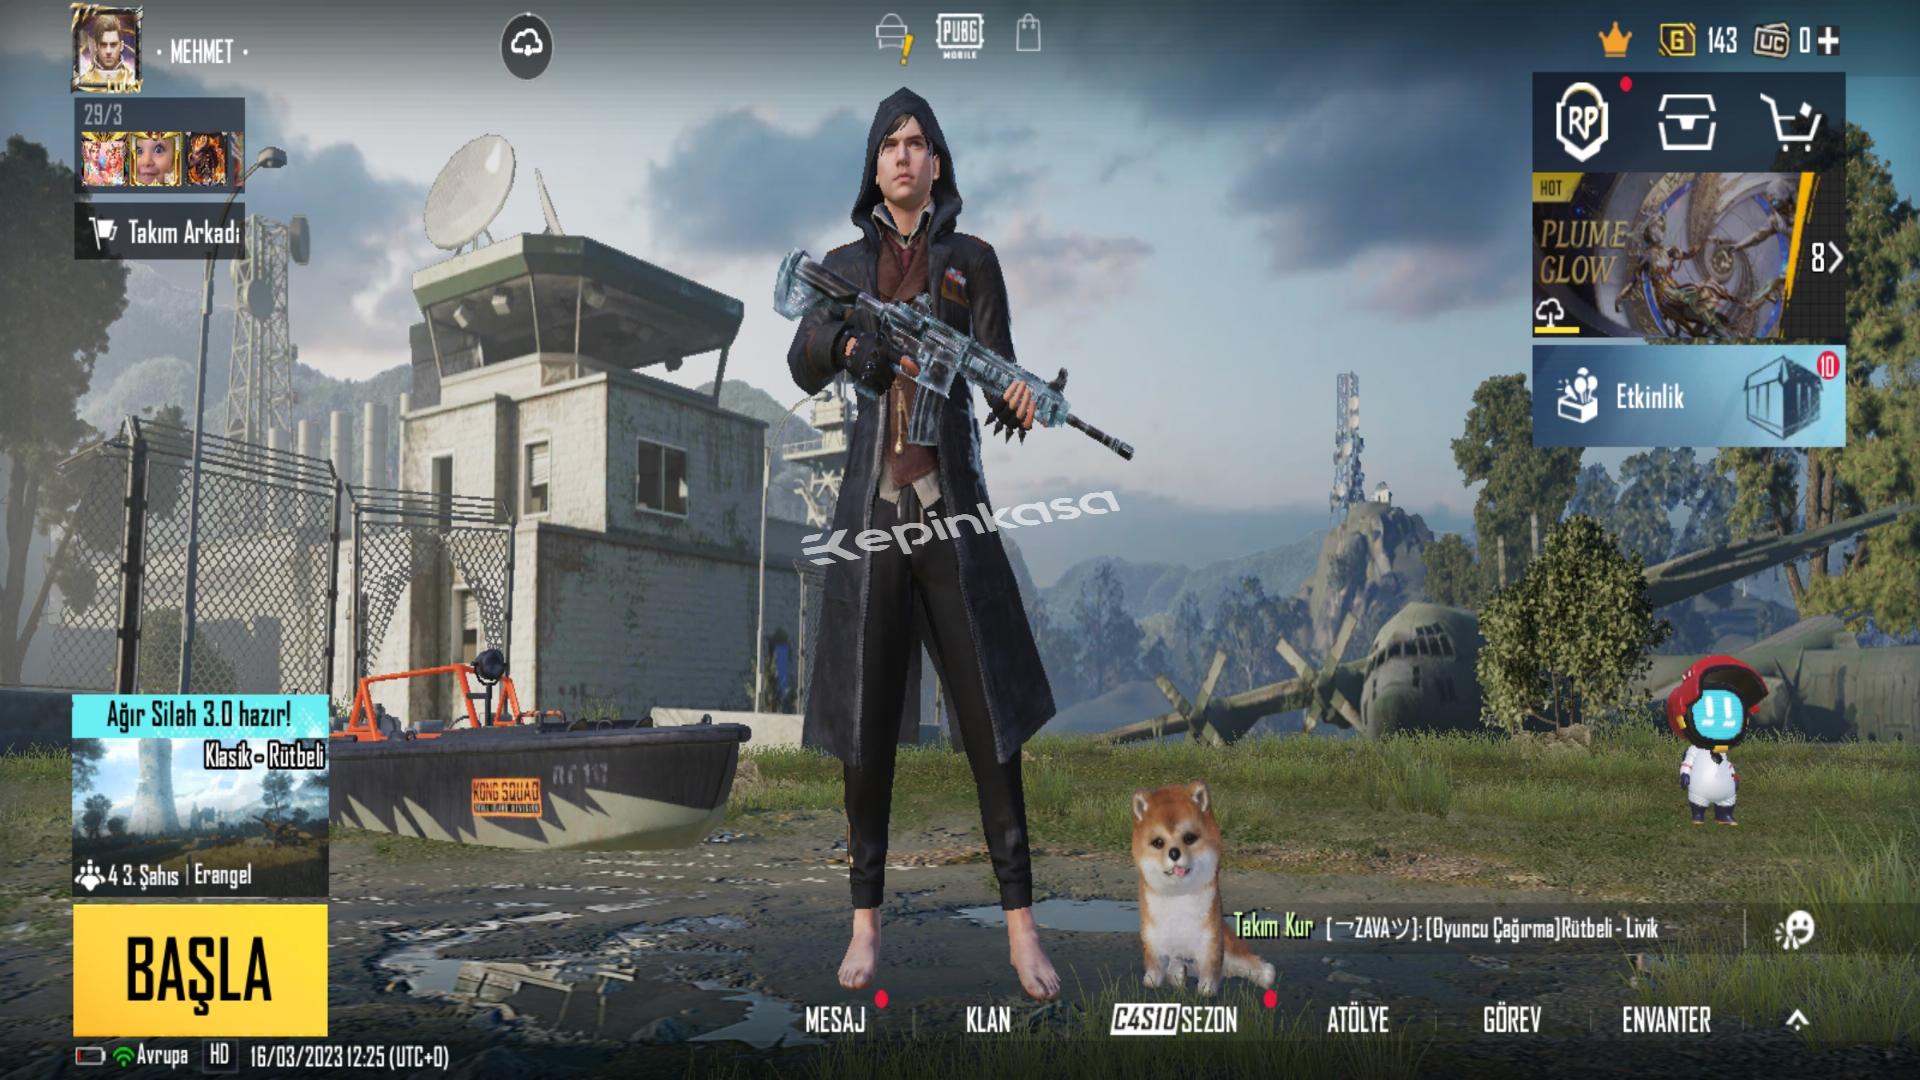 · MEHMET ·
PUBG
MOBILE
G 143
UC 0 +
29/3
Takım Arkadı
RP
HOT
PLUME
GLOW
8
Etkinlik
10
Kepinkasa
Ağır Silah 3.0 hazır!
Klasik - Rütbeli
4 3. Şahıs | Erangel
KONG SQUAD
BAŞLA
Takım Kur [乛ZAVAツ]:[Oyuncu Çağırma]Rütbeli - Livik
MESAJ
KLAN
C4S10 SEZON
ATÖLYE
GÖREV
ENVANTER
Avrupa HD 16/03/2023 12:25 (UTC+0)